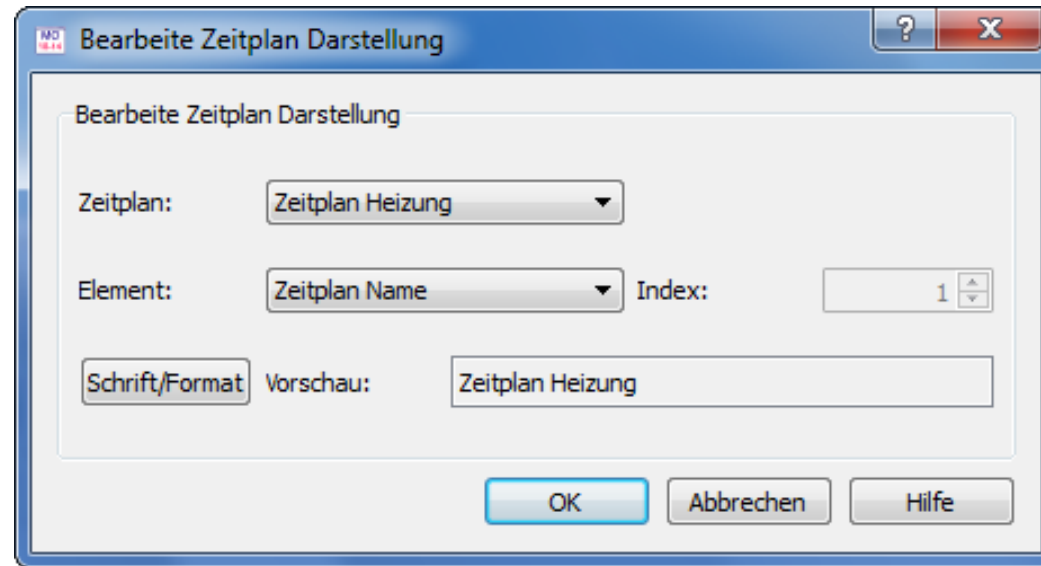 Bearbeite Zeitplan Darstellung
Bearbeite Zeitplan Darstellung
Zeitplan: Zeitplan Heizung
Element: Zeitplan Name Index: 1
Schrift/Format Vorschau: Zeitplan Heizung
OK Abbrechen Hilfe